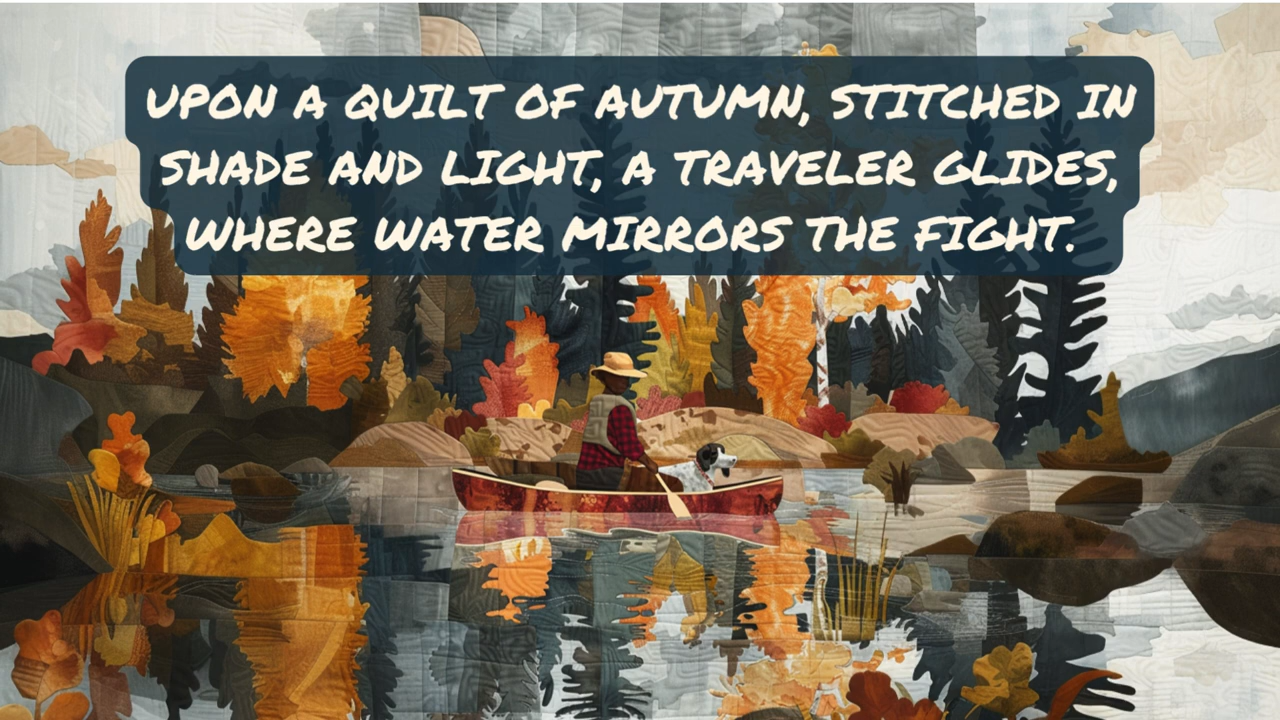 UPON A QUILT OF AUTUMN, STITCHED IN
SHADE AND LIGHT, A TRAVELER GLIDES,
WHERE WATER MIRRORS THE FIGHT.